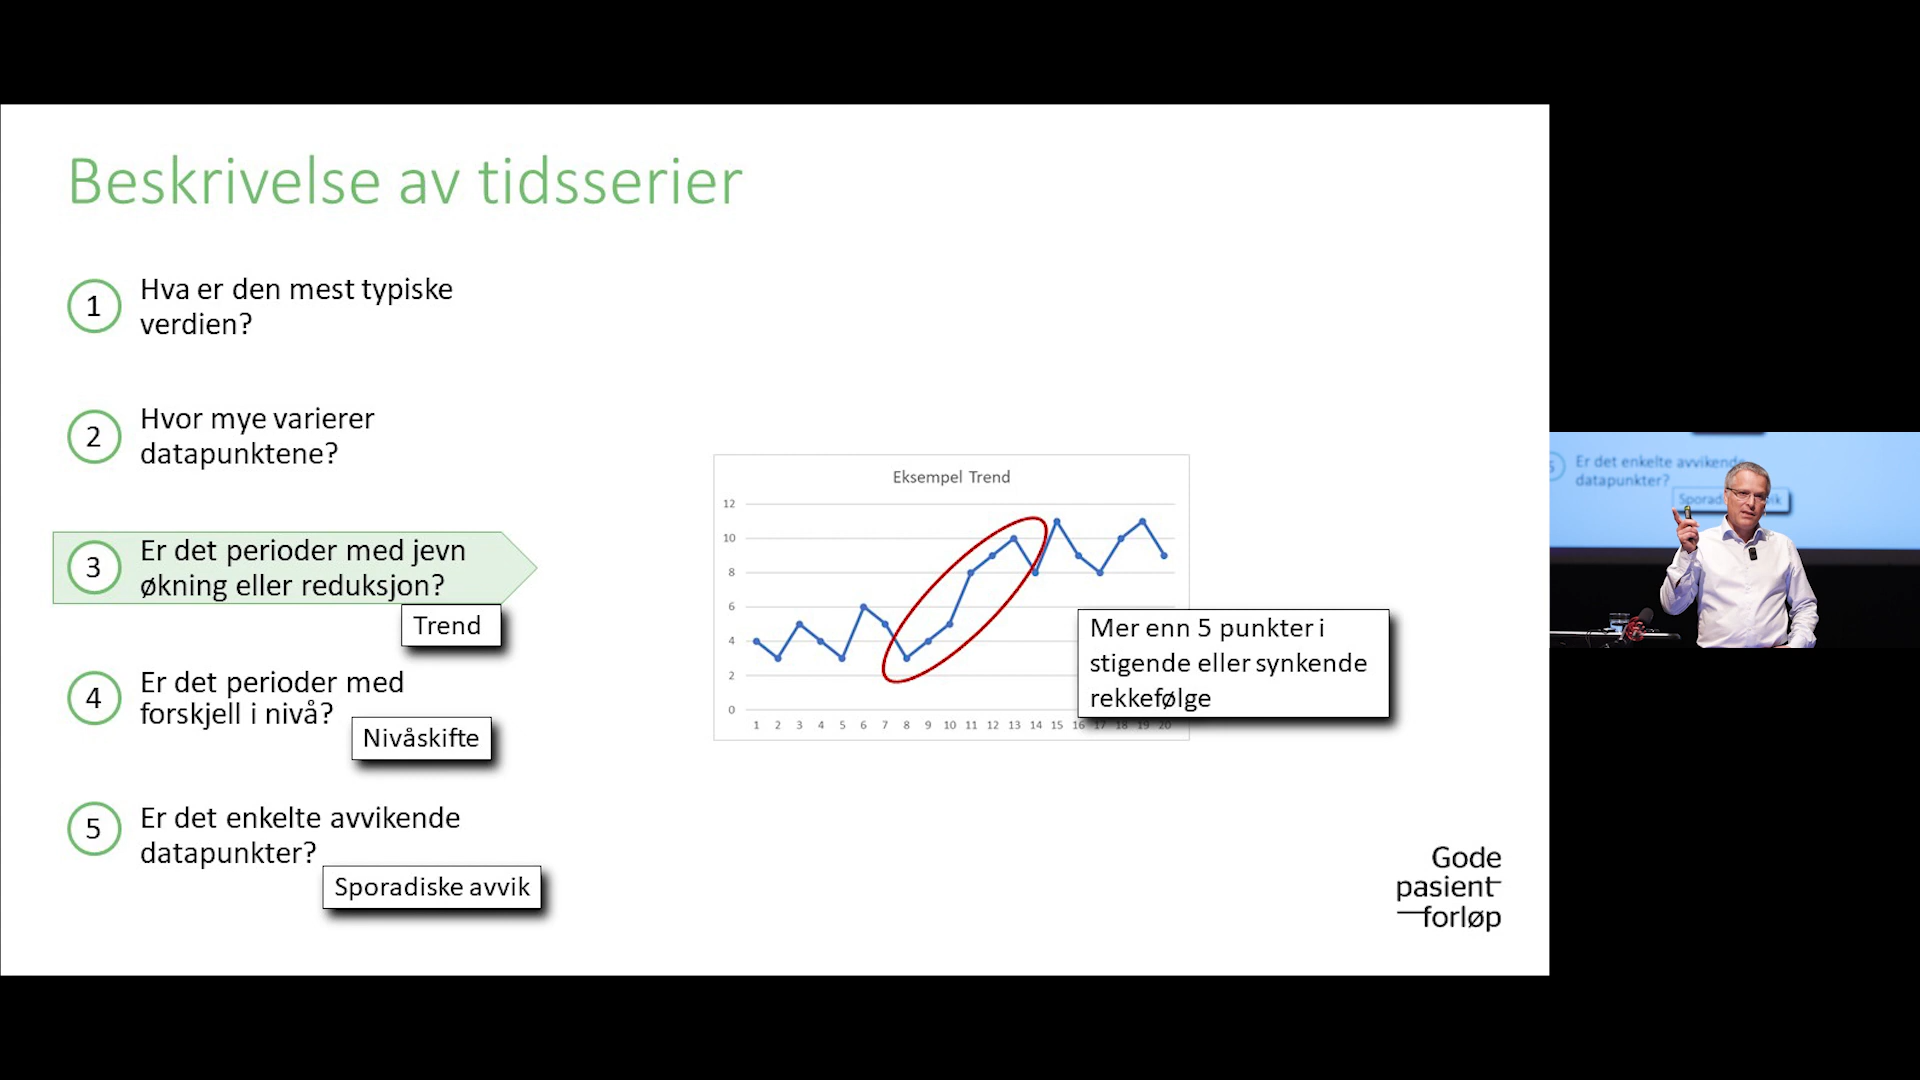 Beskrivelse av tidsserier
1
Hva er den mest typiske
verdien?
2
Hvor mye varierer
datapunktene?
3
Er det perioder med jevn
økning eller reduksjon?
Trend
4
Er det perioder med
forskjell i nivå?
Nivåskifte
5
Er det enkelte avvikende
datapunkter?
Sporadiske avvik
Eksempel Trend
12
10
8
6
4
2
0
1 2 3 4 5 6 7 8 9 10 11 12 13 14 15 16 17 18 19 20
Mer enn 5 punkter i
stigende eller synkende
rekkefølge
Gode
pasient
forløp
Er det enkelte avvikende
datapunkter?